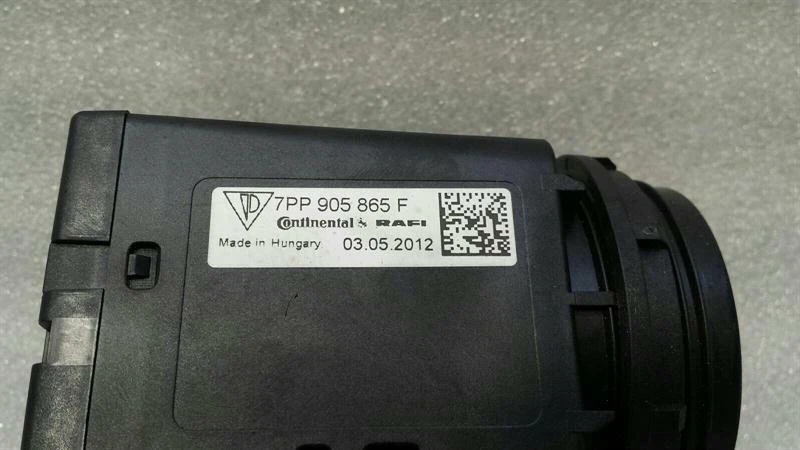 7PP 905 865 F
Continental RAFI
Made in Hungary 03.05.2012